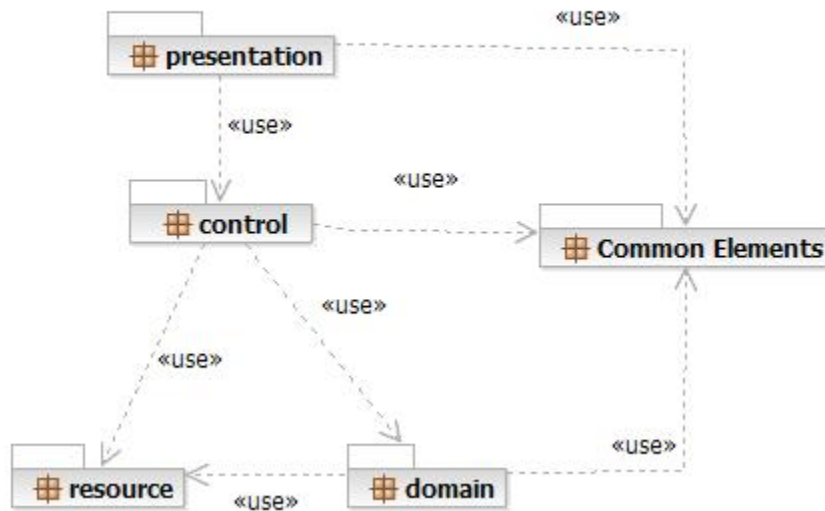 «use»
presentation
«use»
«use»
control
Common Elements
«use»
«use»
«use»
resource
domain
«use»